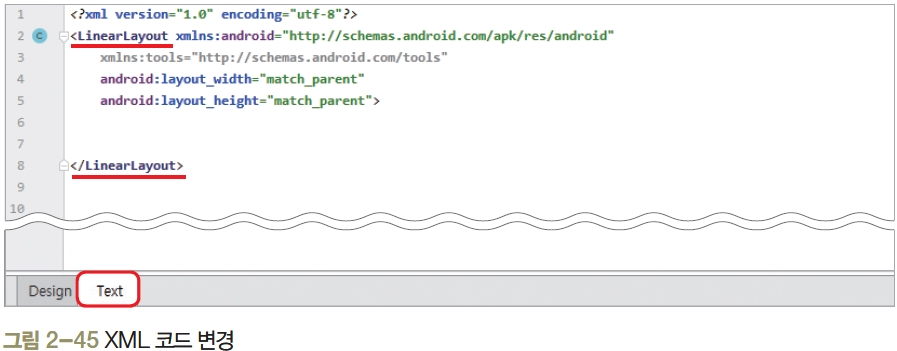 1 <?xml version="1.0" encoding="utf-8"?>
2 C <LinearLayout xmlns:android="http://schemas.android.com/apk/res/android"
3 xmlns:tools="http://schemas.android.com/tools"
4 android:layout_width="match_parent"
5 android:layout_height="match_parent">
6
7
8 </LinearLayout>
9
10
Design Text
그림 2-45 XML 코드 변경